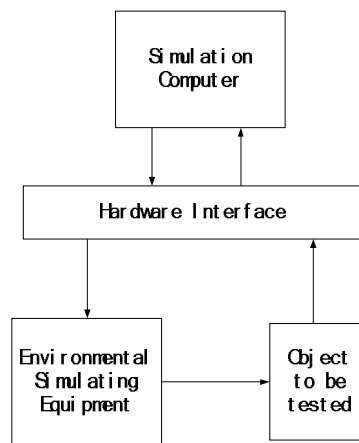 Simulation
Computer
Hardware Interface
Environmental
Simulating
Equipment
Object
to be
tested